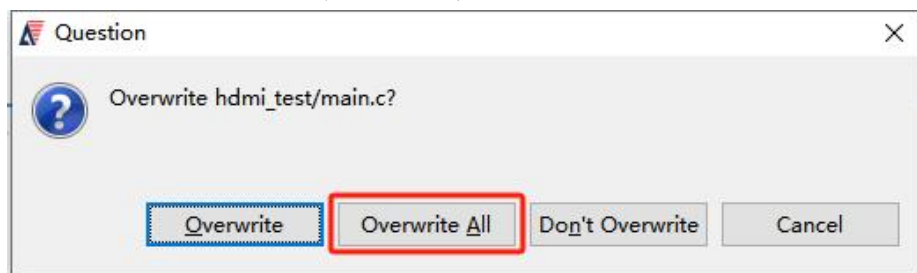 Question
Overwrite hdmi_test/main.c?
Overwrite Overwrite All Don't Overwrite Cancel